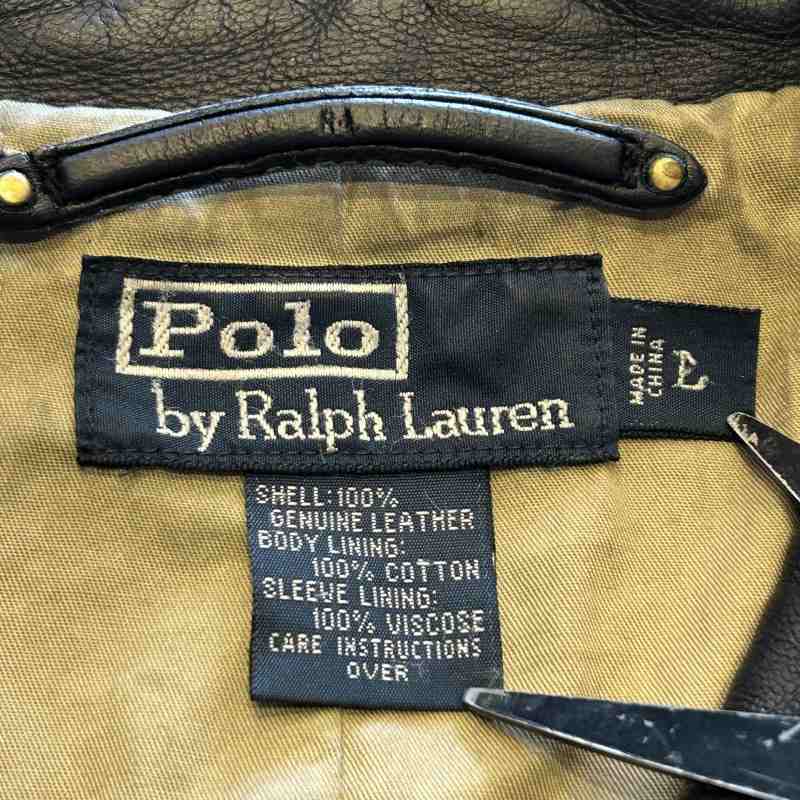 Polo
by Ralph Lauren
MADE IN
CHINA
L
SHELL:100%
GENUINE LEATHER
BODY LINING:
100% COTTON
SLEEVE LINING:
100% VISCOSE
CARE INSTRUCTIONS
OVER